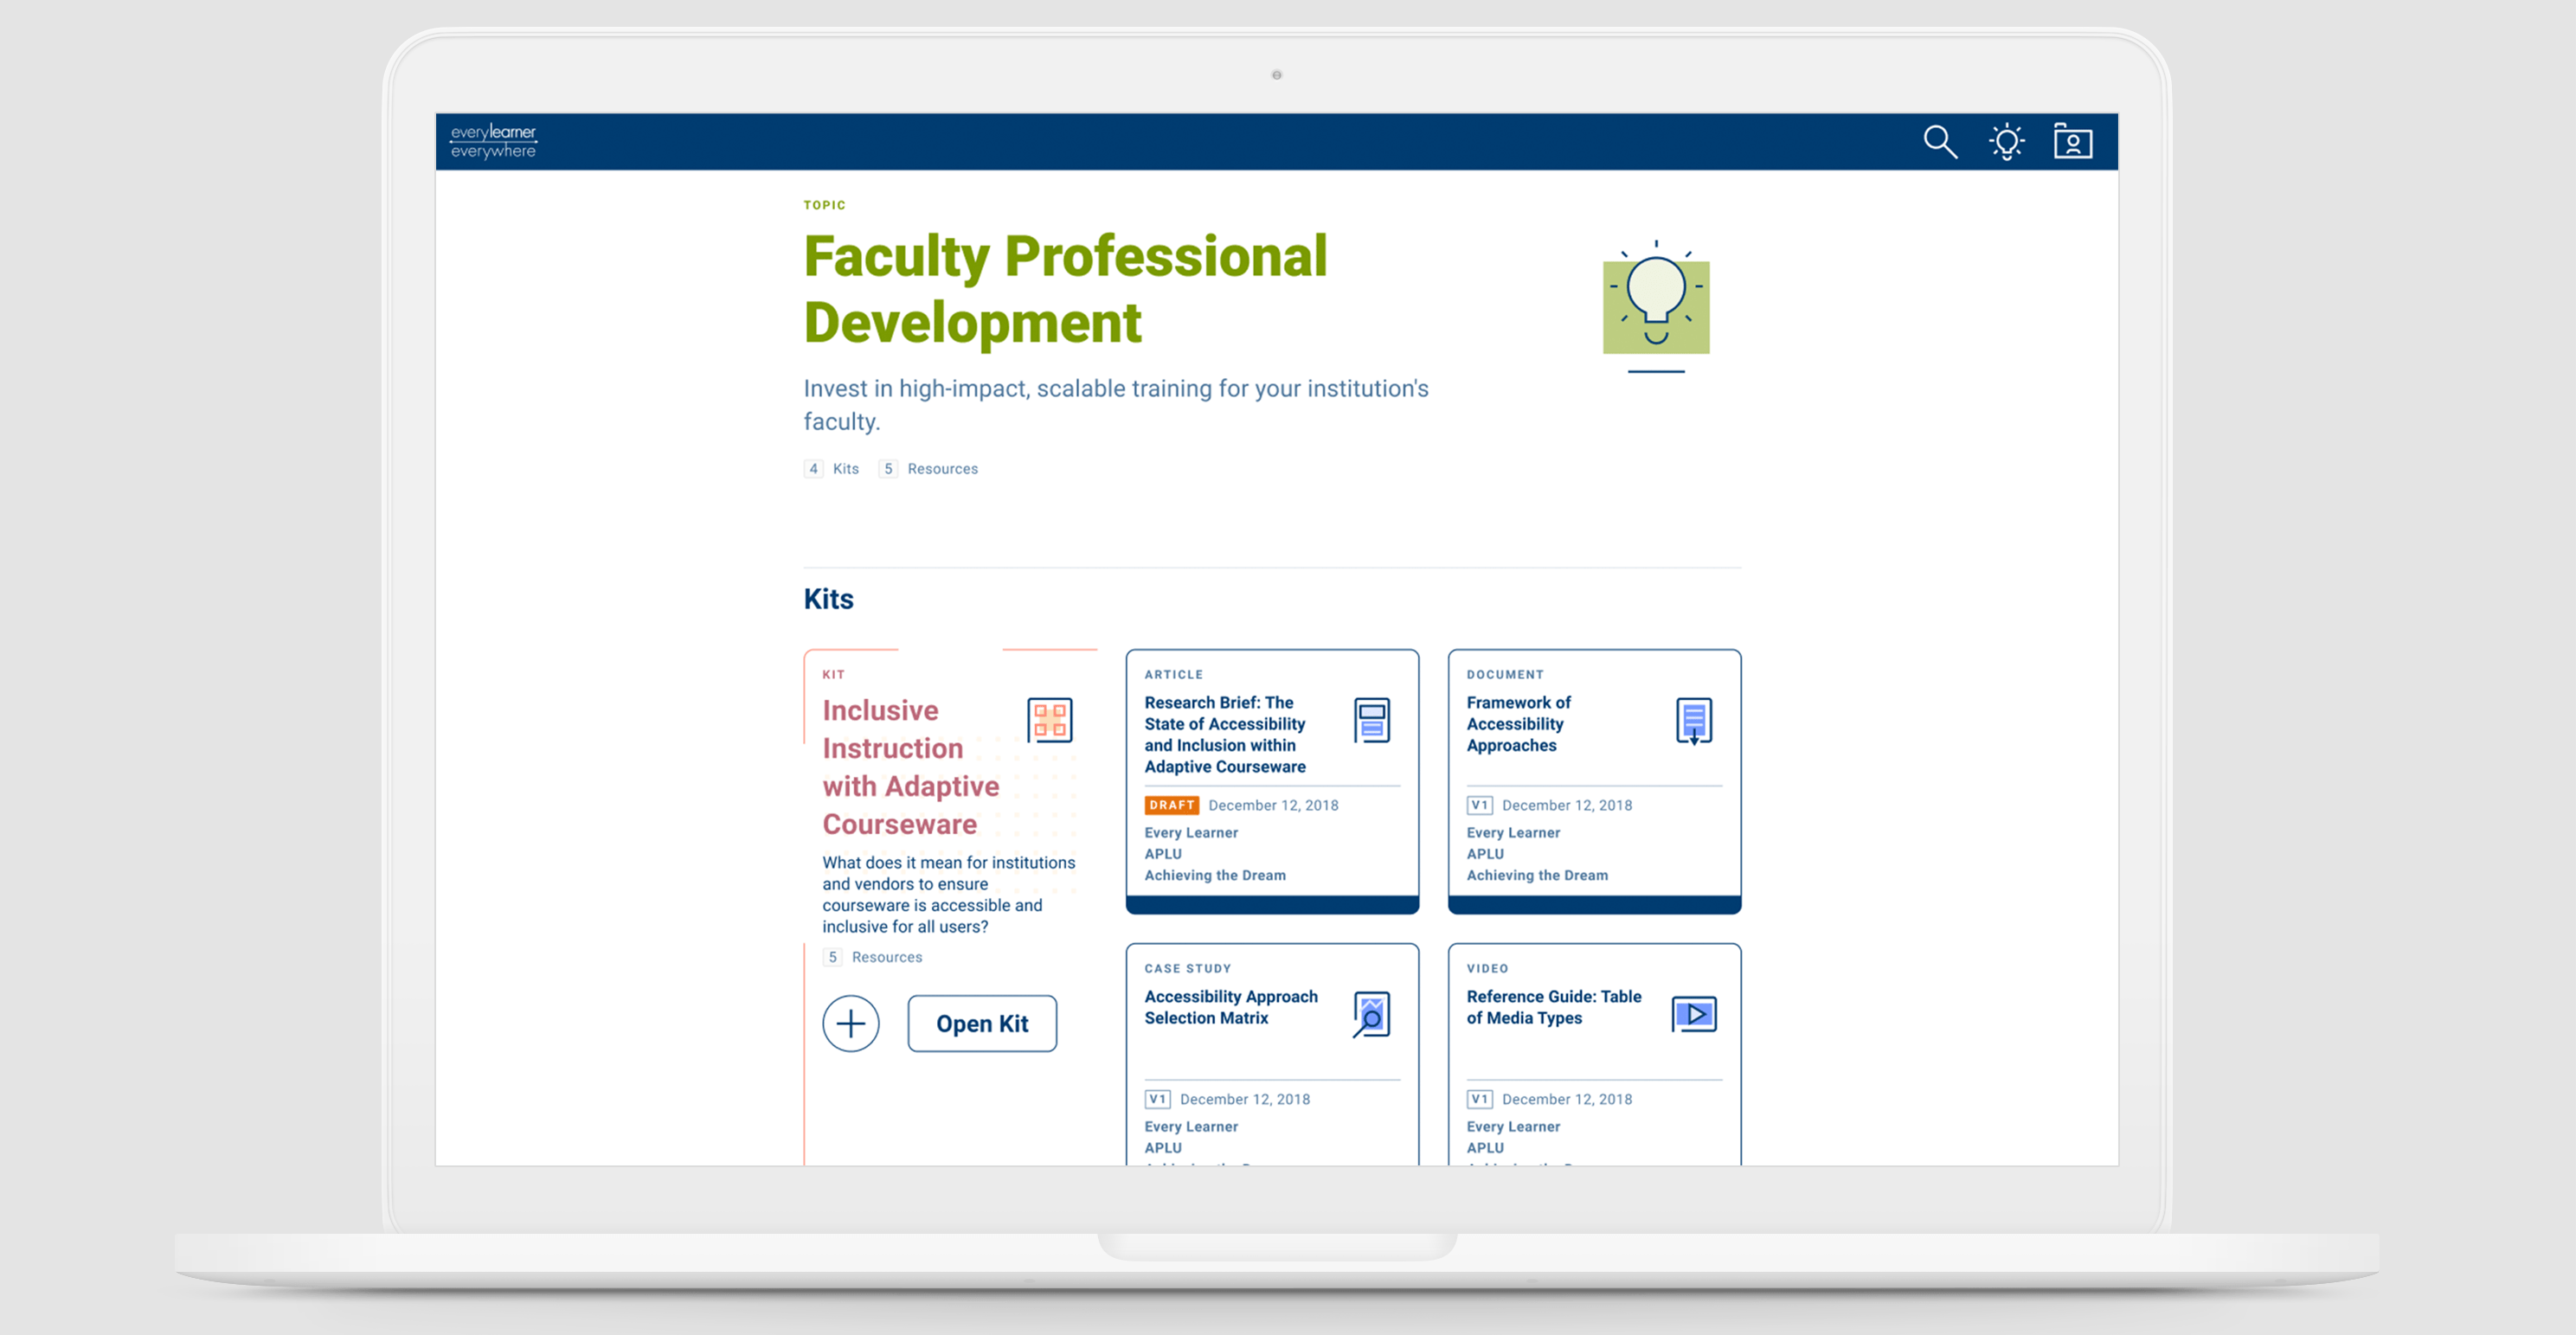 everylearner
everywhere
TOPIC
Faculty Professional
Development
Invest in high-impact, scalable training for your institution's
faculty.
4 Kits 5 Resources
Kits
KIT
Inclusive
Instruction
with Adaptive
Courseware
What does it mean for institutions
and vendors to ensure
courseware is accessible and
inclusive for all users?
5 Resources
Open Kit
ARTICLE
Research Brief: The
State of Accessibility
and Inclusion within
Adaptive Courseware
DRAFT December 12, 2018
Every Learner
APLU
Achieving the Dream
DOCUMENT
Framework of
Accessibility
Approaches
V1 December 12, 2018
Every Learner
APLU
Achieving the Dream
CASE STUDY
Accessibility Approach
Selection Matrix
V1 December 12, 2018
Every Learner
APLU
VIDEO
Reference Guide: Table
of Media Types
V1 December 12, 2018
Every Learner
APLU